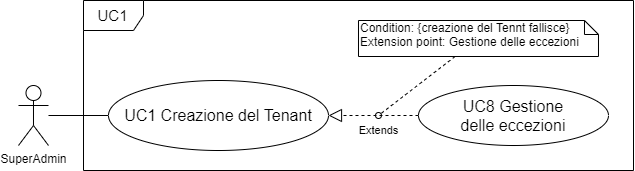 UC1
Condition: {creazione del Tennt fallisce}
Extension point: Gestione delle eccezioni
UC1 Creazione del Tenant
UC8 Gestione
delle eccezioni
Extends
SuperAdmin